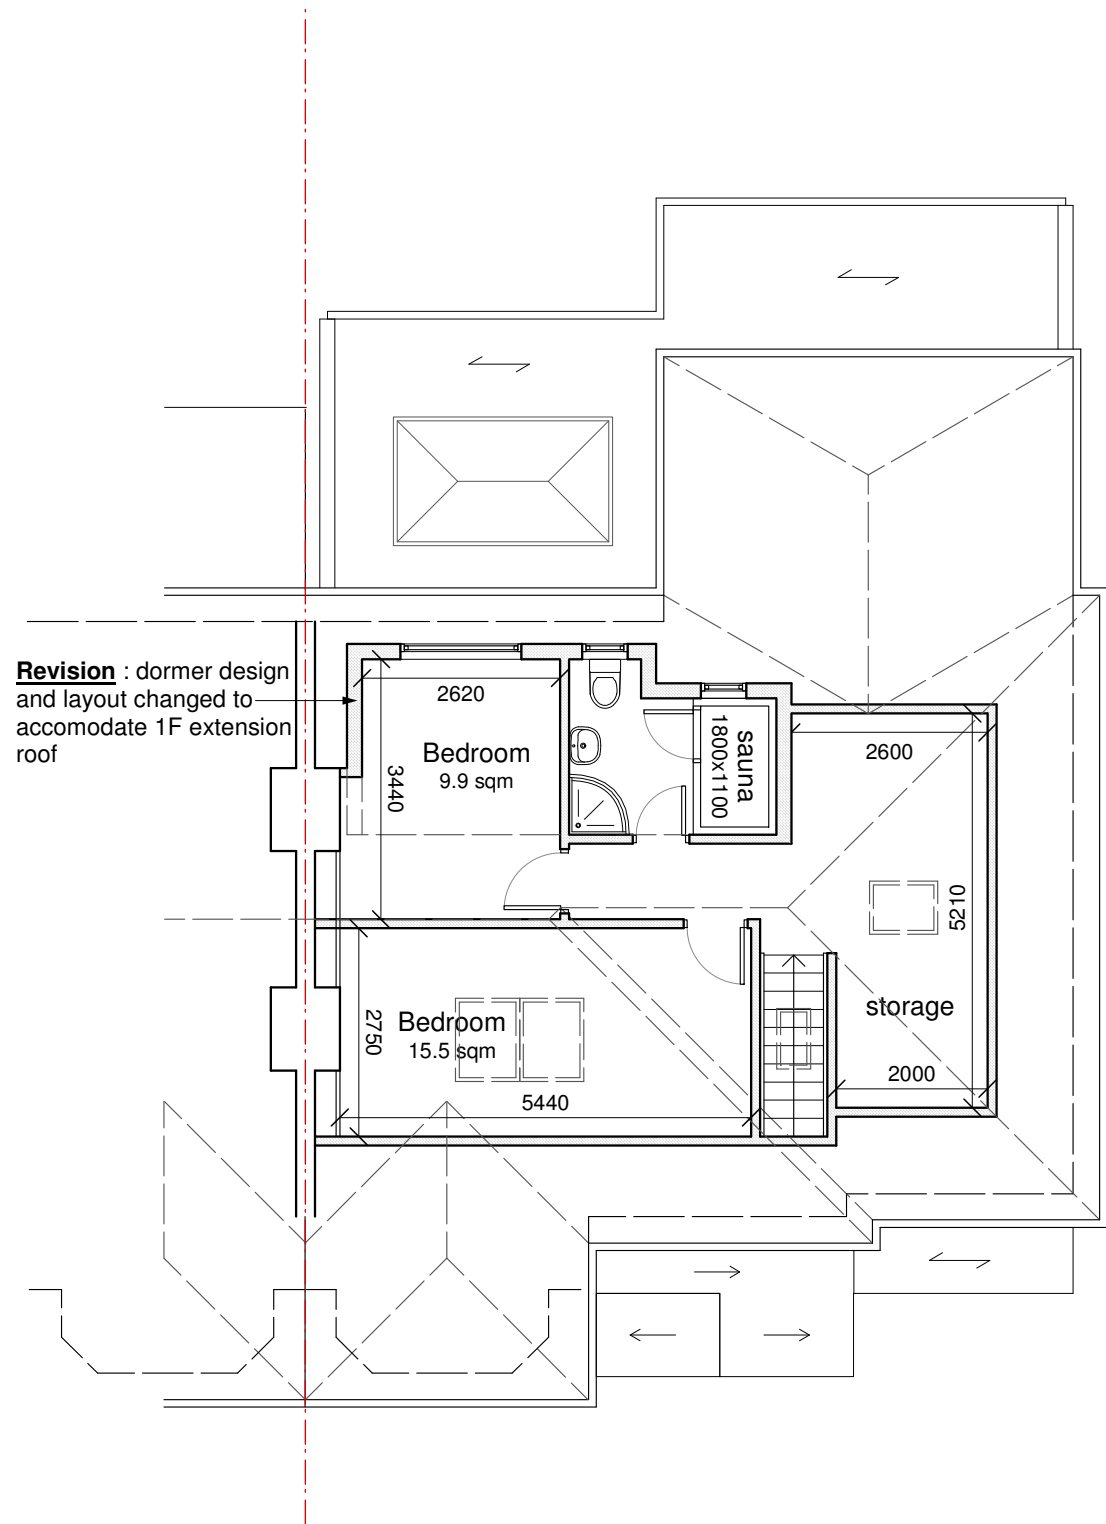 Revision : dormer design
and layout changed to
accomodate 1F extension
roof
2620
Bedroom
9.9 sqm
3440
sauna
1800x1100
2600
5210
storage
2000
Bedroom
15.5 sqm
2750
5440